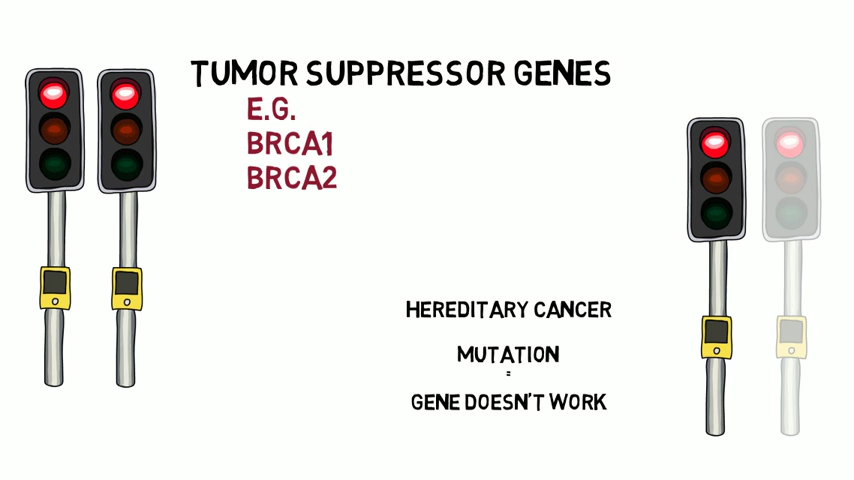 TUMOR SUPPRESSOR GENES
E.G.
BRCA1
BRCA2
HEREDITARY CANCER
MUTATION
=
GENE DOESN'T WORK